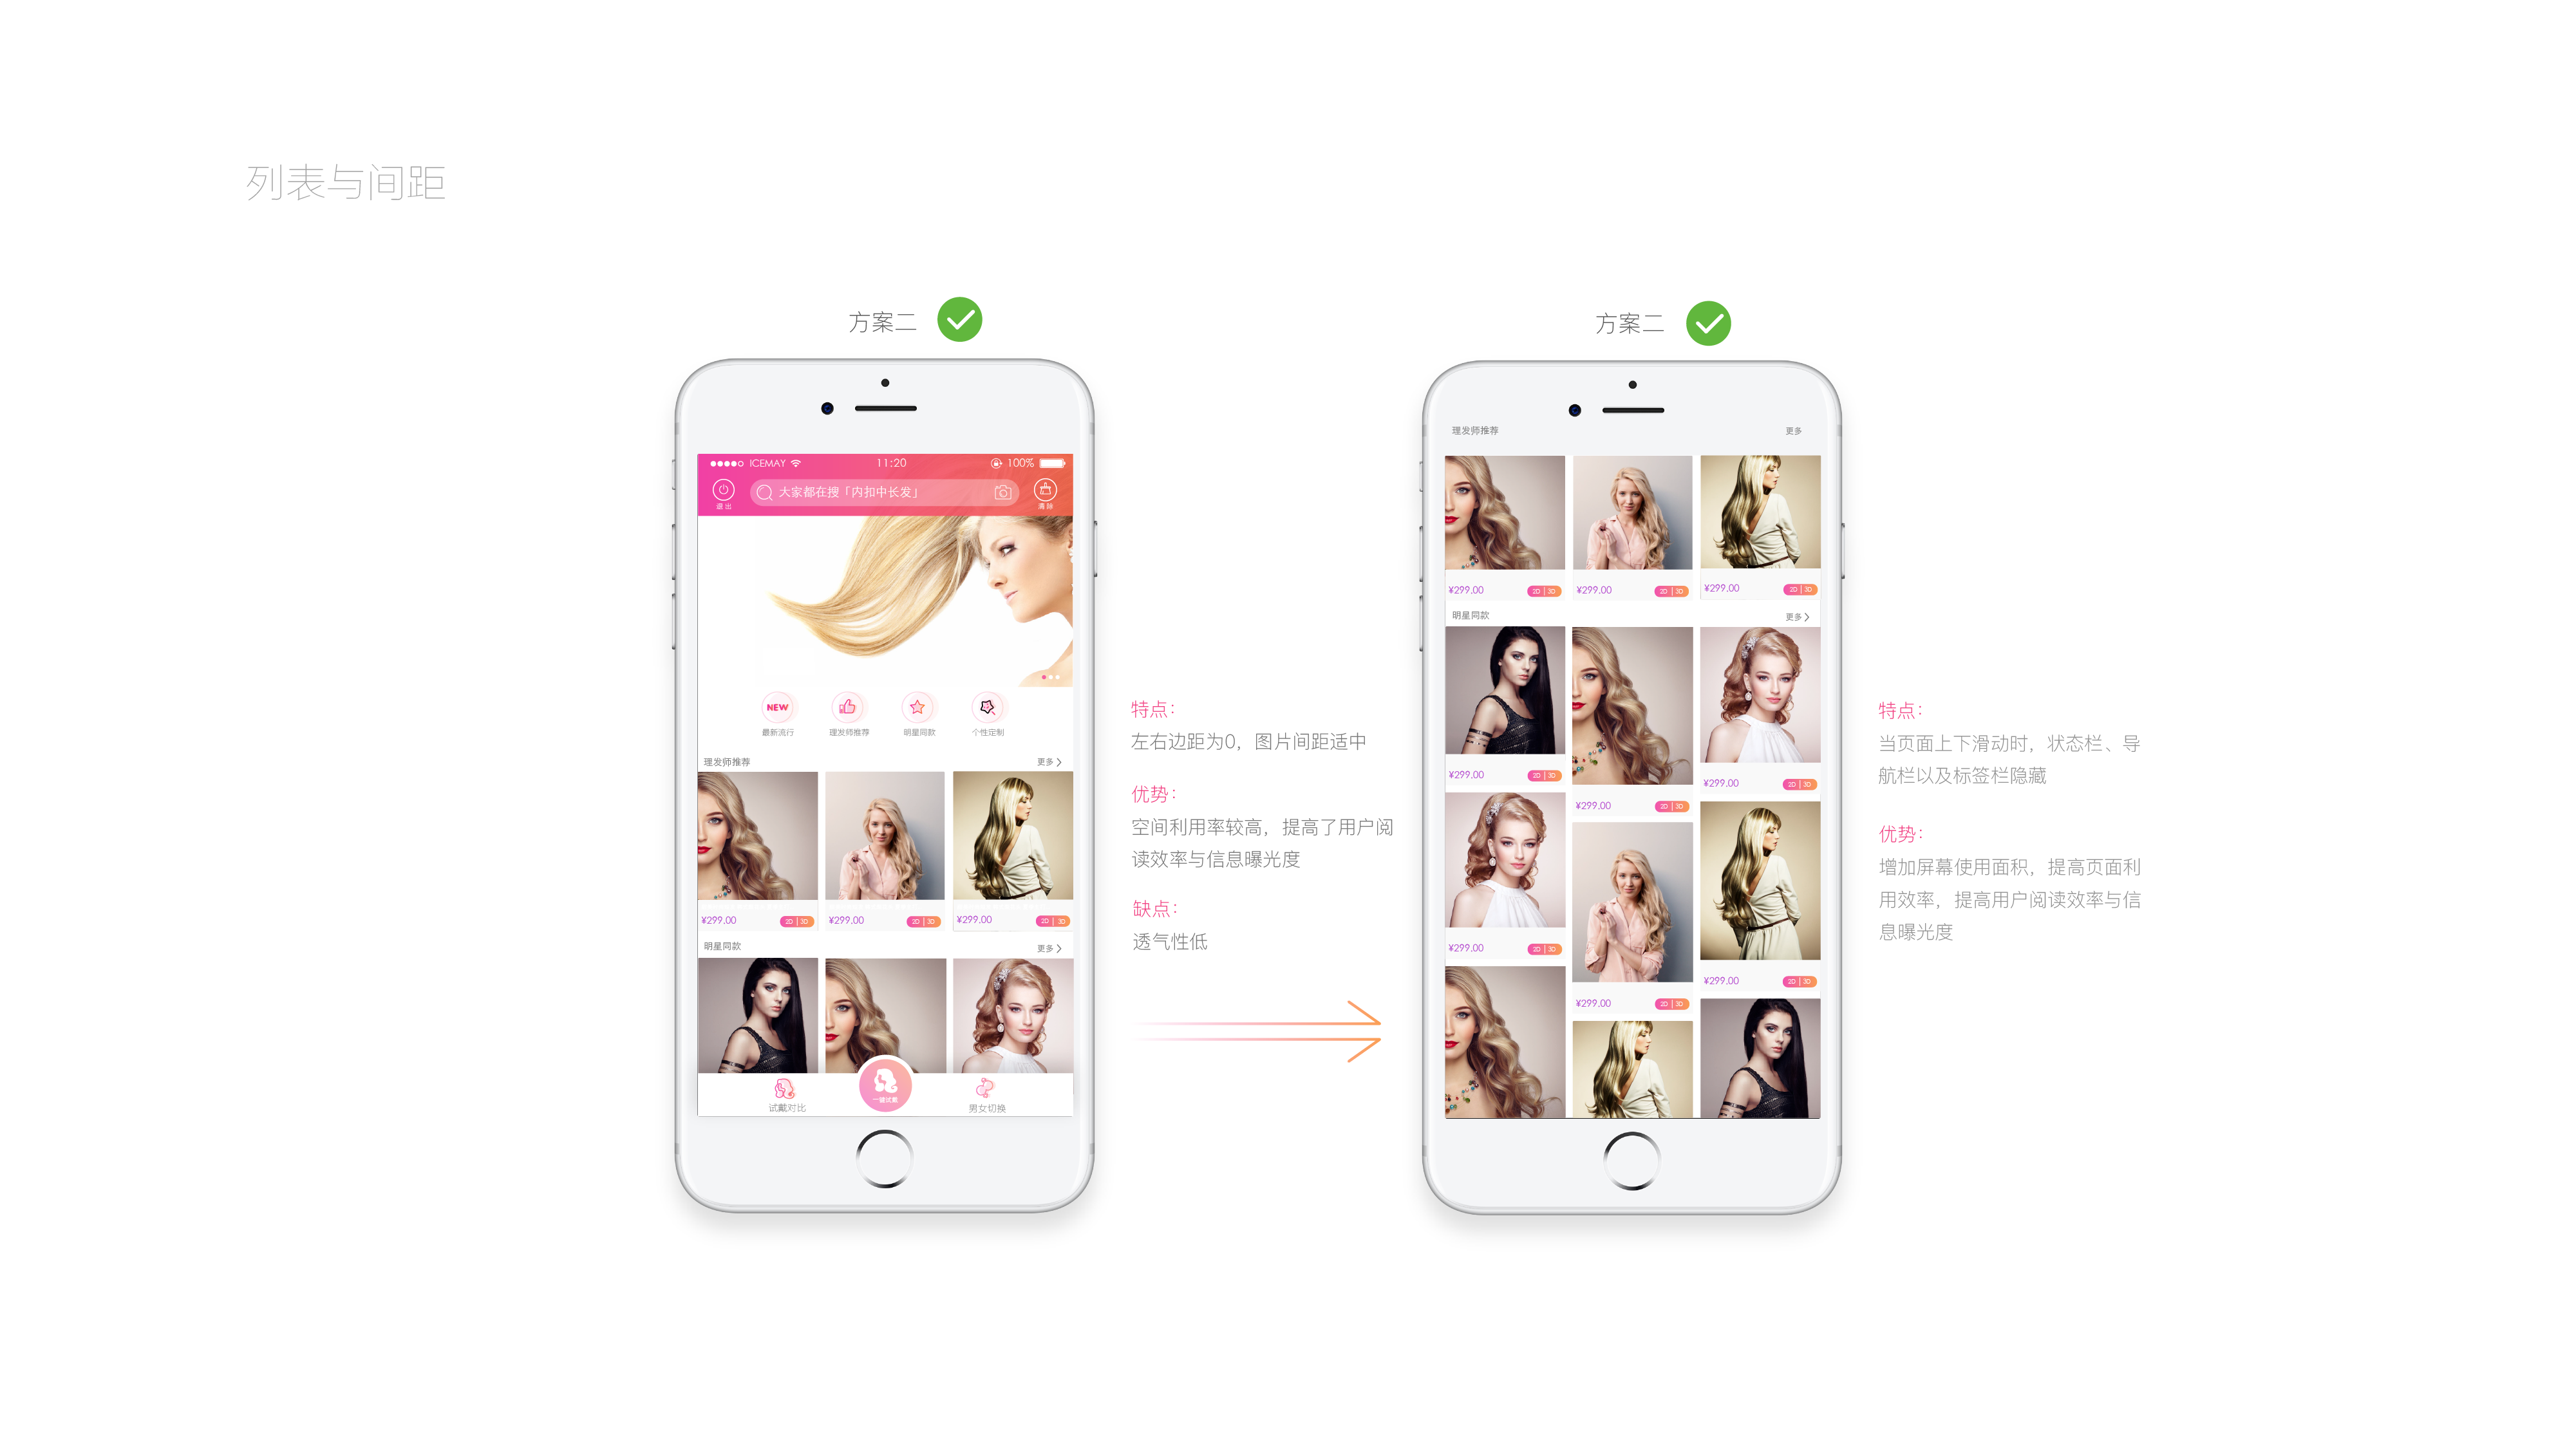 列表与间距
方案二
ICEMAY 11:20 100%
退出
大家都在搜「内扣中长发」
清除
NEW
最新流行 理发师推荐 明星同款 个性定制
理发师推荐 更多
¥299.00 2D 3D ¥299.00 2D 3D ¥299.00 2D 3D
明星同款 更多
一键试戴
试戴对比 男女切换
特点：
左右边距为0，图片间距适中
优势：
空间利用率较高，提高了用户阅
读效率与信息曝光度
缺点：
透气性低
方案二
理发师推荐 更多
¥299.00 2D 3D ¥299.00 2D 3D ¥299.00 2D 3D
明星同款 更多
¥299.00 2D 3D
¥299.00 2D 3D
¥299.00 2D 3D
¥299.00 2D 3D
¥299.00 2D 3D
¥299.00 2D 3D
特点：
当页面上下滑动时，状态栏、导
航栏以及标签栏隐藏
优势：
增加屏幕使用面积，提高页面利
用效率，提高用户阅读效率与信
息曝光度